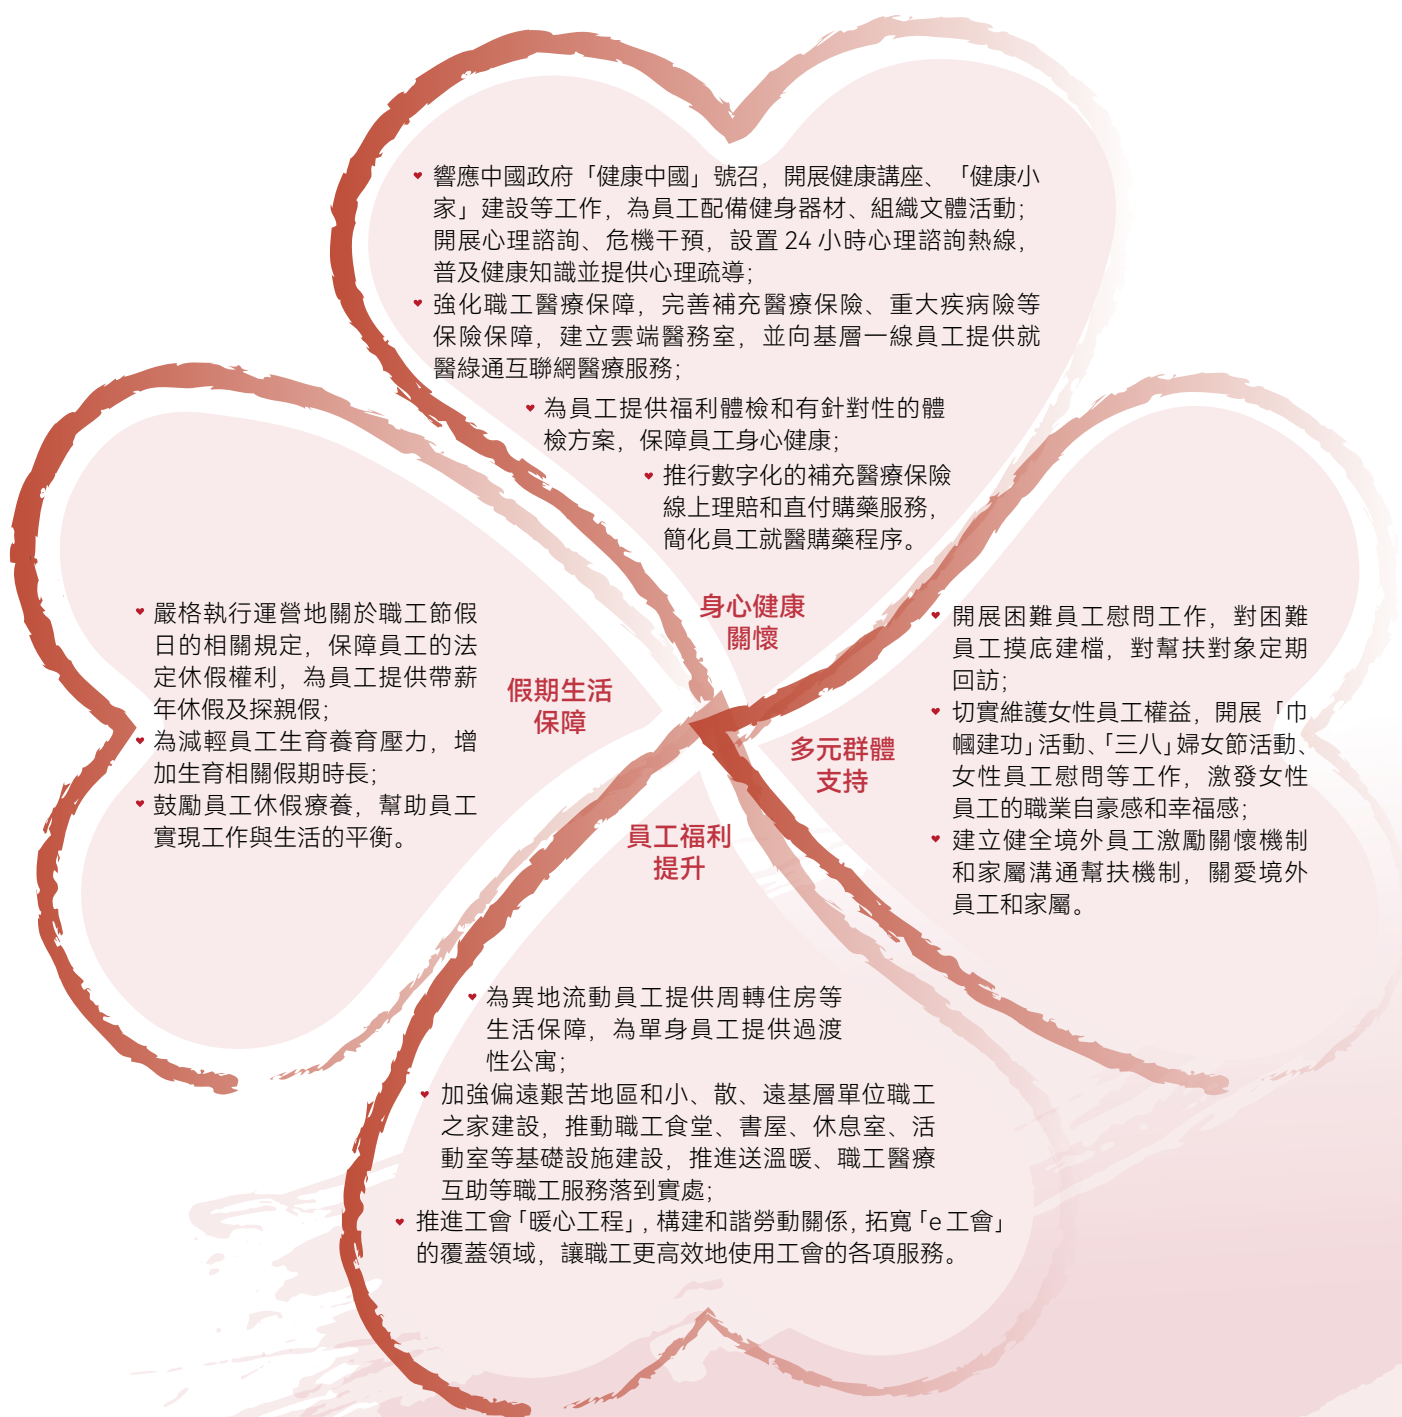 響應中國政府「健康中國」號召，開展健康講座、「健康小
家」建設等工作，為員工配備健身器材、組織文體活動；
開展心理諮詢、危機干預，設置 24 小時心理諮詢熱線，
普及健康知識並提供心理疏導；
強化職工醫療保障，完善補充醫療保險、重大疾病險等
保險保障，建立雲端醫務室，並向基層一線員工提供就
醫綠通互聯網醫療服務；
為員工提供福利體檢和有針對性的體
檢方案，保障員工身心健康；
推行數字化的補充醫療保險
線上理賠和直付購藥服務，
簡化員工就醫購藥程序。
身心健康
關懷
嚴格執行運營地關於職工節假
日的相關規定，保障員工的法
定休假權利，為員工提供帶薪
年休假及探親假；
為減輕員工生育養育壓力，增
加生育相關假期時長；
鼓勵員工休假療養，幫助員工
實現工作與生活的平衡。
假期生活
保障
多元群體
支持
開展困難員工慰問工作，對困難
員工摸底建檔，對幫扶對象定期
回訪；
切實維護女性員工權益，開展「巾
幗建功」活動、「三八」婦女節活動、
女性員工慰問等工作，激發女性
員工的職業自豪感和幸福感；
建立健全境外員工激勵關懷機制
和家屬溝通幫扶機制，關愛境外
員工和家屬。
員工福利
提升
為異地流動員工提供周轉住房等
生活保障，為單身員工提供過渡
性公寓；
加強偏遠艱苦地區和小、散、遠基層單位職工
之家建設，推動職工食堂、書屋、休息室、活
動室等基礎設施建設，推進送溫暖、職工醫療
互助等職工服務落到實處；
推進工會「暖心工程」，構建和諧勞動關係，拓寬「e 工會」
的覆蓋領域，讓職工更高效地使用工會的各項服務。